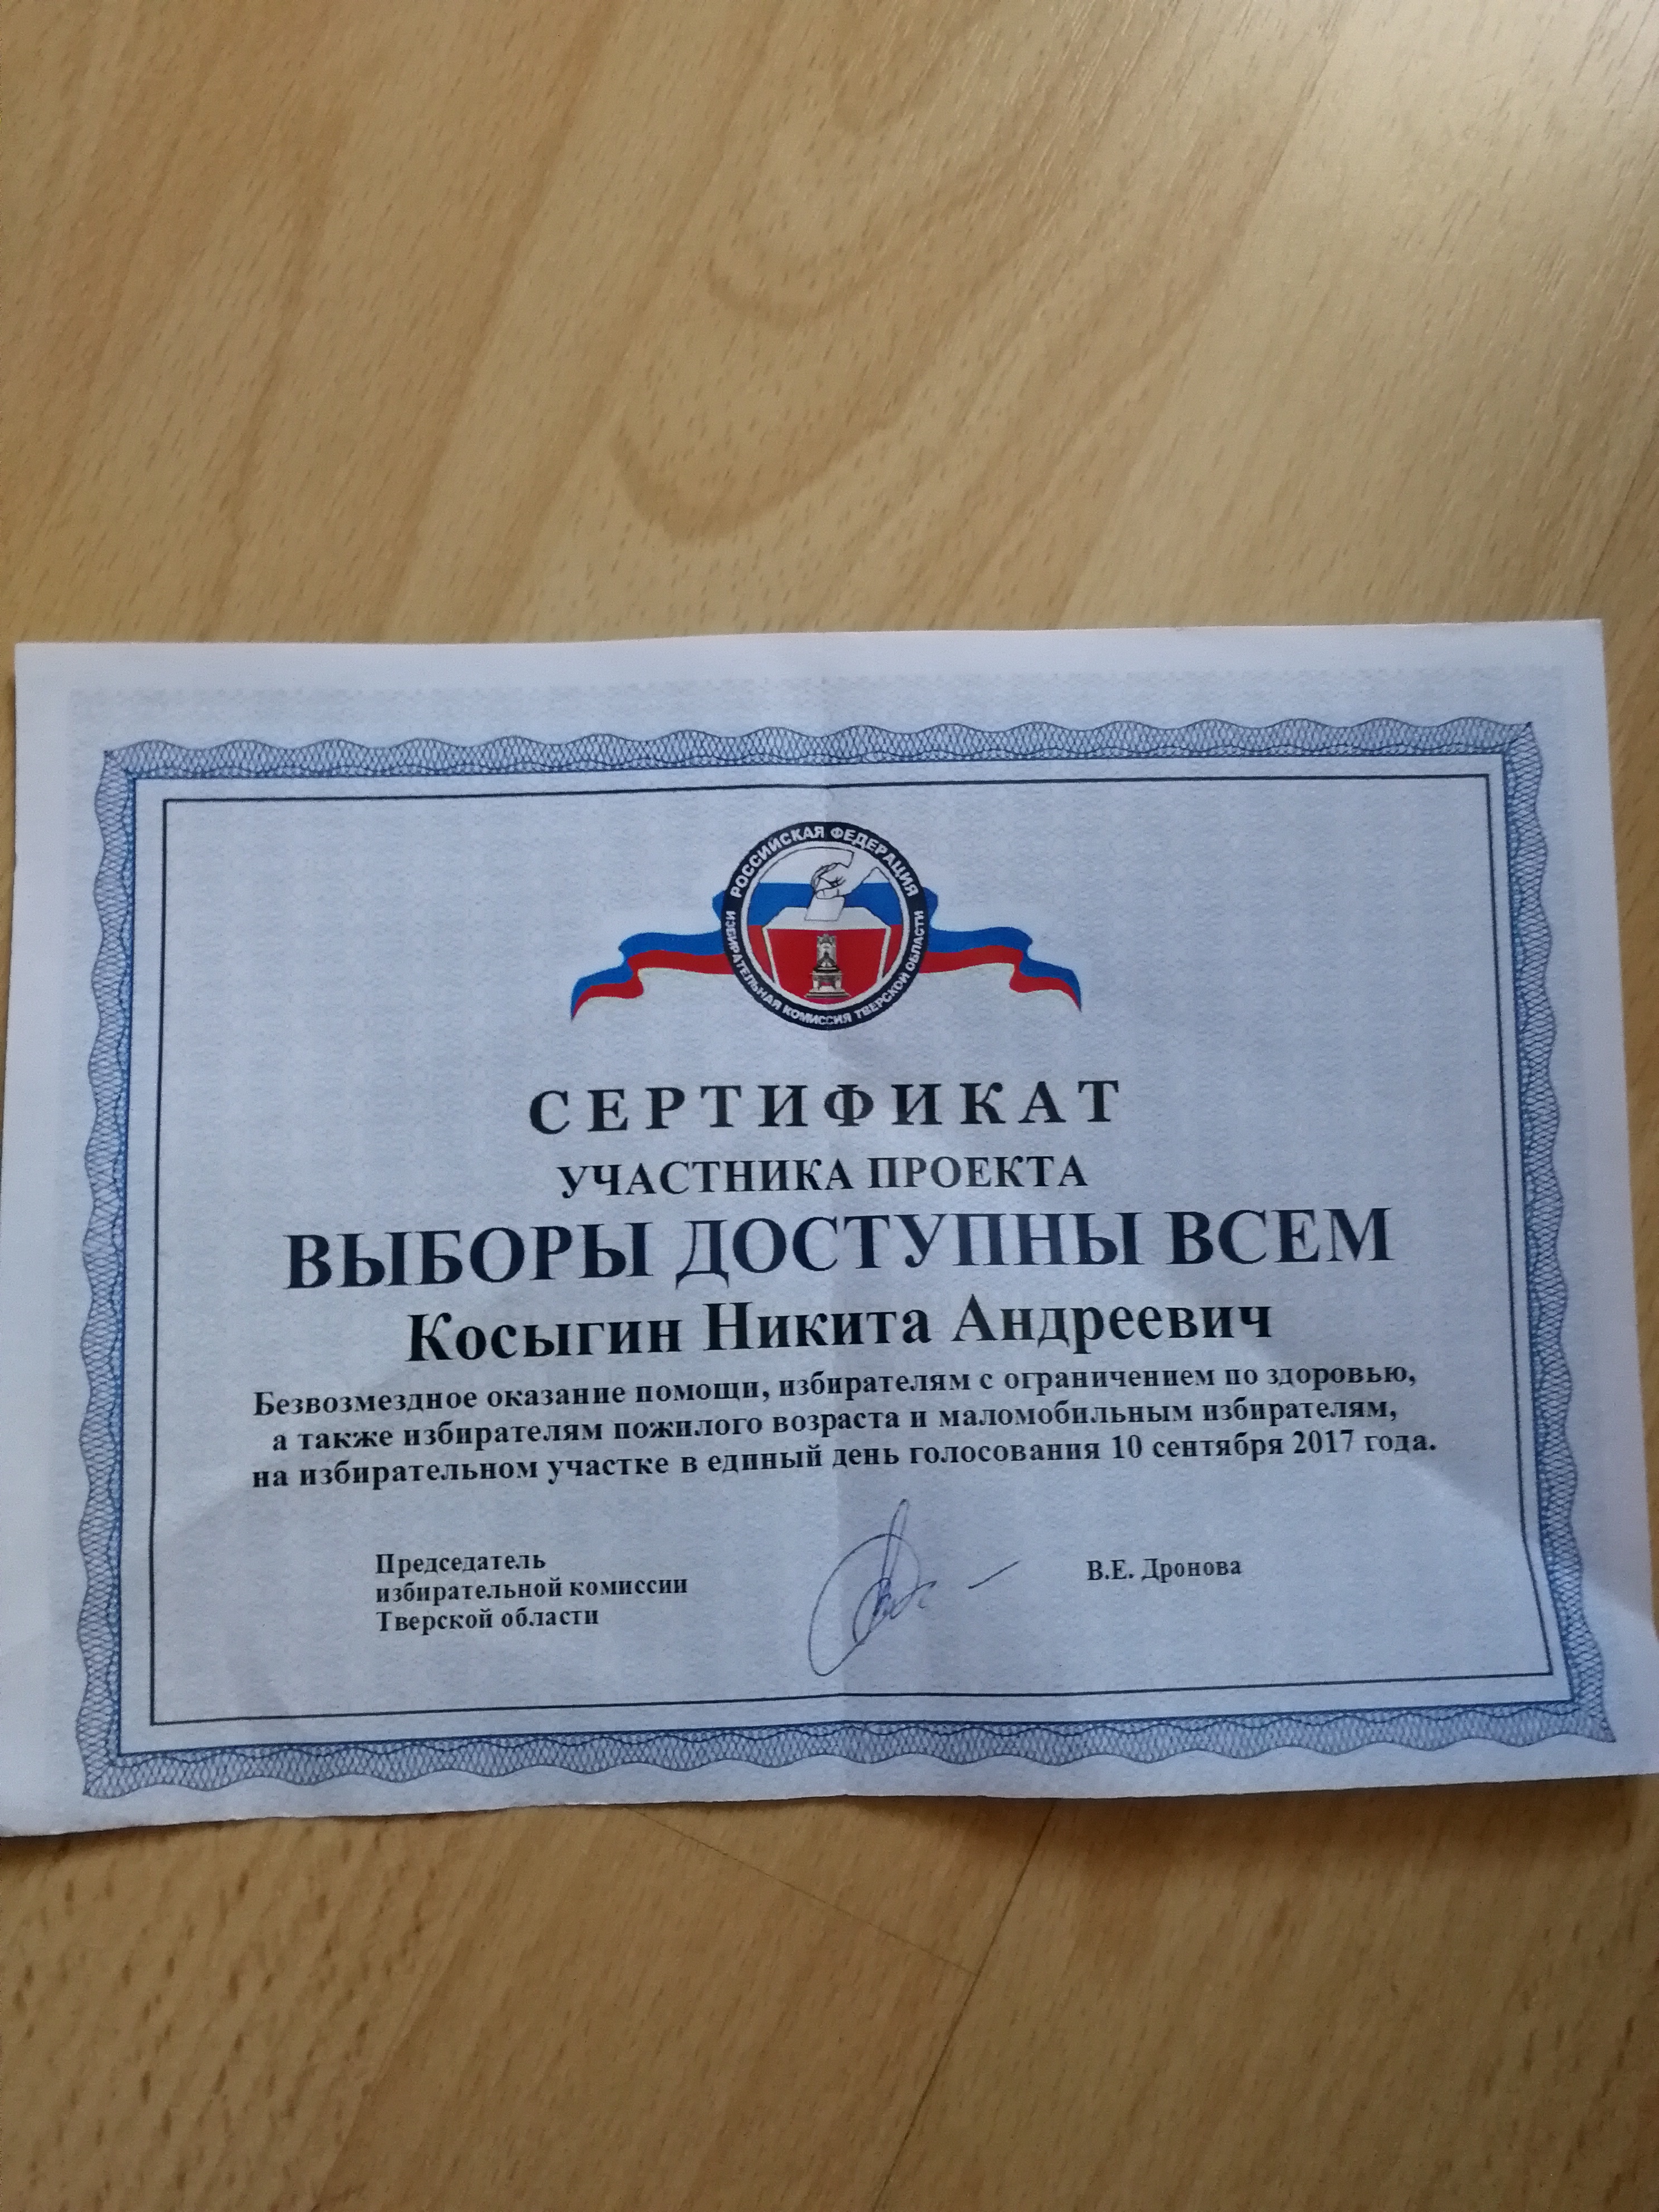 РОССИЙСКАЯ ФЕДЕРАЦИЯ
ИЗБИРАТЕЛЬНАЯ КОМИССИЯ ТВЕРСКОЙ ОБЛАСТИ
СЕРТИФИКАТ
УЧАСТНИКА ПРОЕКТА
ВЫБОРЫ ДОСТУПНЫ ВСЕМ
Косыгин Никита Андреевич
Безвозмездное оказание помощи, избирателям с ограничением по здоровью,
а также избирателям пожилого возраста и маломобильным избирателям,
на избирательном участке в единый день голосования 10 сентября 2017 года.
Председатель
избирательной комиссии
Тверской области
В.Е. Дронова